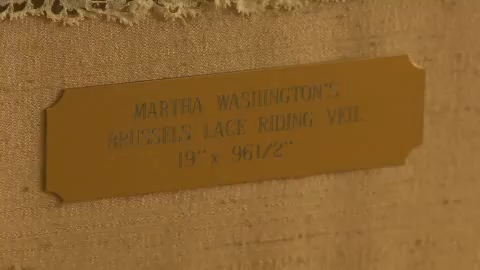 MARTHA WASHINGTON'S
BRUSSELS LACE RIDING VEIL
19" x 96 1/2"